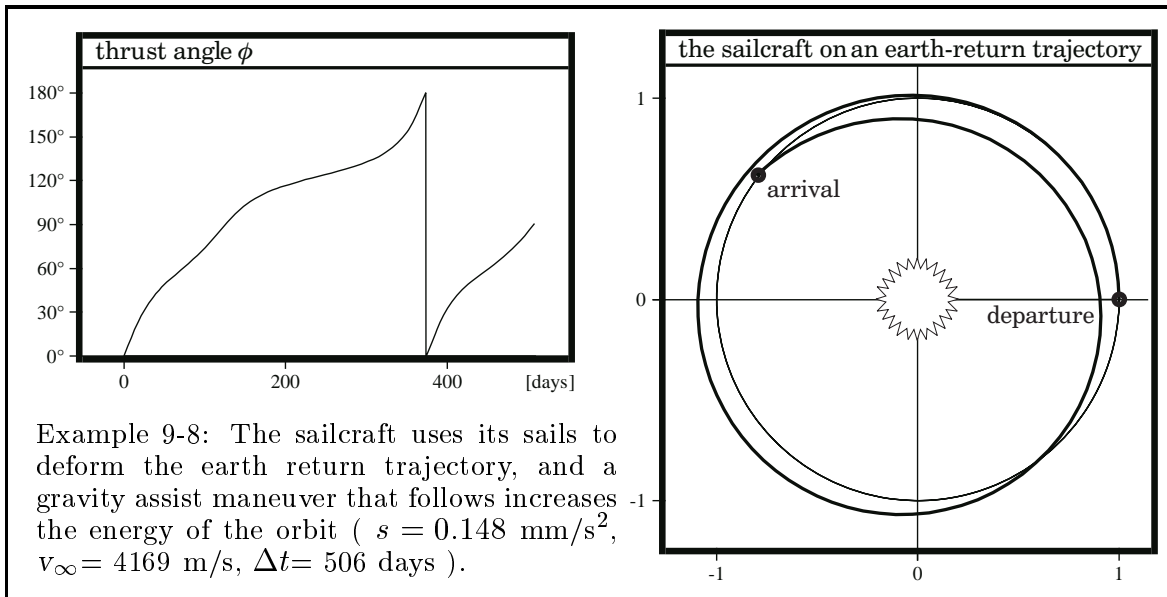 thrust angle ϕ
180°
150°
120°
90°
60°
30°
0°
0
200
400
[days]
Example 9-8: The sailcraft uses its sails to
deform the earth return trajectory, and a
gravity assist maneuver that follows increases
the energy of the orbit ( s = 0.148 mm/s²,
v∞= 4169 m/s, Δt= 506 days ).
the sailcraft on an earth-return trajectory
1
arrival
0
departure
-1
-1
0
1